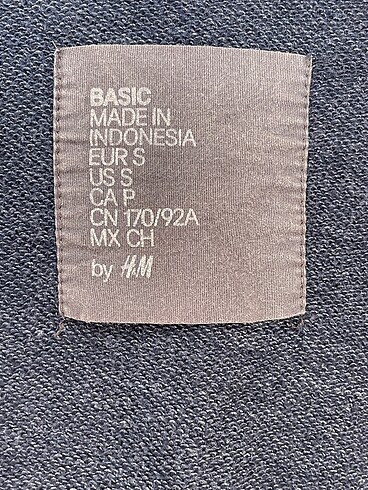 BASIC
MADE IN
INDONESIA
EUR S
US S
CA P
CN 170/92A
MX CH
by H&M